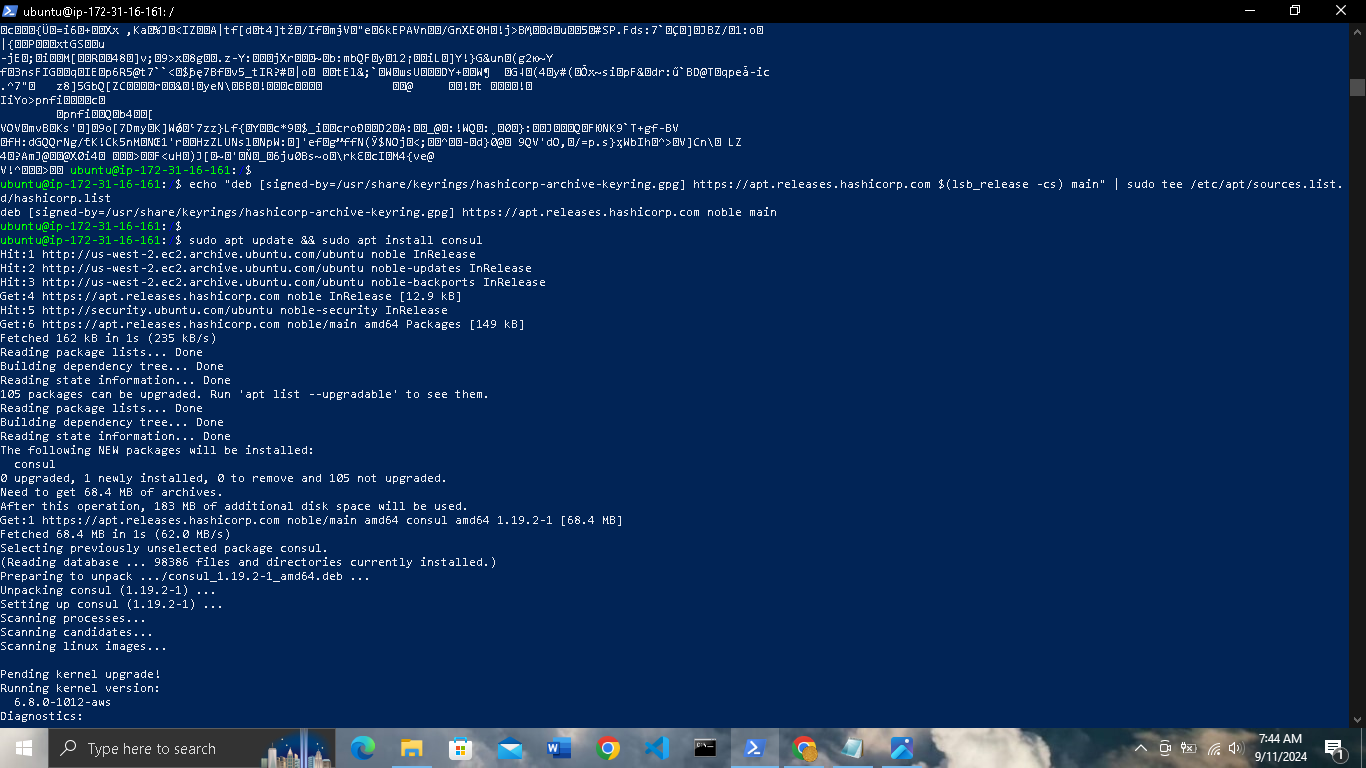 ubuntu@ip-172-31-16-161: /
ubuntu@ip-172-31-16-161: $
ubuntu@ip-172-31-16-161: $ echo "deb [signed-by=/usr/share/keyrings/hashicorp-archive-keyring.gpg] https://apt.releases.hashicorp.com $(lsb_release -cs) main" | sudo tee /etc/apt/sources.list.
d/hashicorp.list
deb [signed-by=/usr/share/keyrings/hashicorp-archive-keyring.gpg] https://apt.releases.hashicorp.com noble main
ubuntu@ip-172-31-16-161: $
ubuntu@ip-172-31-16-161: $ sudo apt update && sudo apt install consul
Hit:1 http://us-west-2.ec2.archive.ubuntu.com/ubuntu noble InRelease
Hit:2 http://us-west-2.ec2.archive.ubuntu.com/ubuntu noble-updates InRelease
Hit:3 http://us-west-2.ec2.archive.ubuntu.com/ubuntu noble-backports InRelease
Get:4 https://apt.releases.hashicorp.com noble InRelease [12.9 kB]
Hit:5 http://security.ubuntu.com/ubuntu noble-security InRelease
Get:6 https://apt.releases.hashicorp.com noble/main amd64 Packages [149 kB]
Fetched 162 kB in 1s (235 kB/s)
Reading package lists... Done
Building dependency tree... Done
Reading state information... Done
105 packages can be upgraded. Run 'apt list --upgradable' to see them.
Reading package lists... Done
Building dependency tree... Done
Reading state information... Done
The following NEW packages will be installed:
consul
0 upgraded, 1 newly installed, 0 to remove and 105 not upgraded.
Need to get 68.4 MB of archives.
After this operation, 183 MB of additional disk space will be used.
Get:1 https://apt.releases.hashicorp.com noble/main amd64 consul amd64 1.19.2-1 [68.4 MB]
Fetched 68.4 MB in 1s (62.0 MB/s)
Selecting previously unselected package consul.
(Reading database ... 98386 files and directories currently installed.)
Preparing to unpack .../consul_1.19.2-1_amd64.deb ...
Unpacking consul (1.19.2-1) ...
Setting up consul (1.19.2-1) ...
Scanning processes...
Scanning candidates...
Scanning linux images...
Pending kernel upgrade!
Running kernel version:
6.8.0-1012-aws
Diagnostics:
Type here to search
7:44 AM
9/11/2024
1